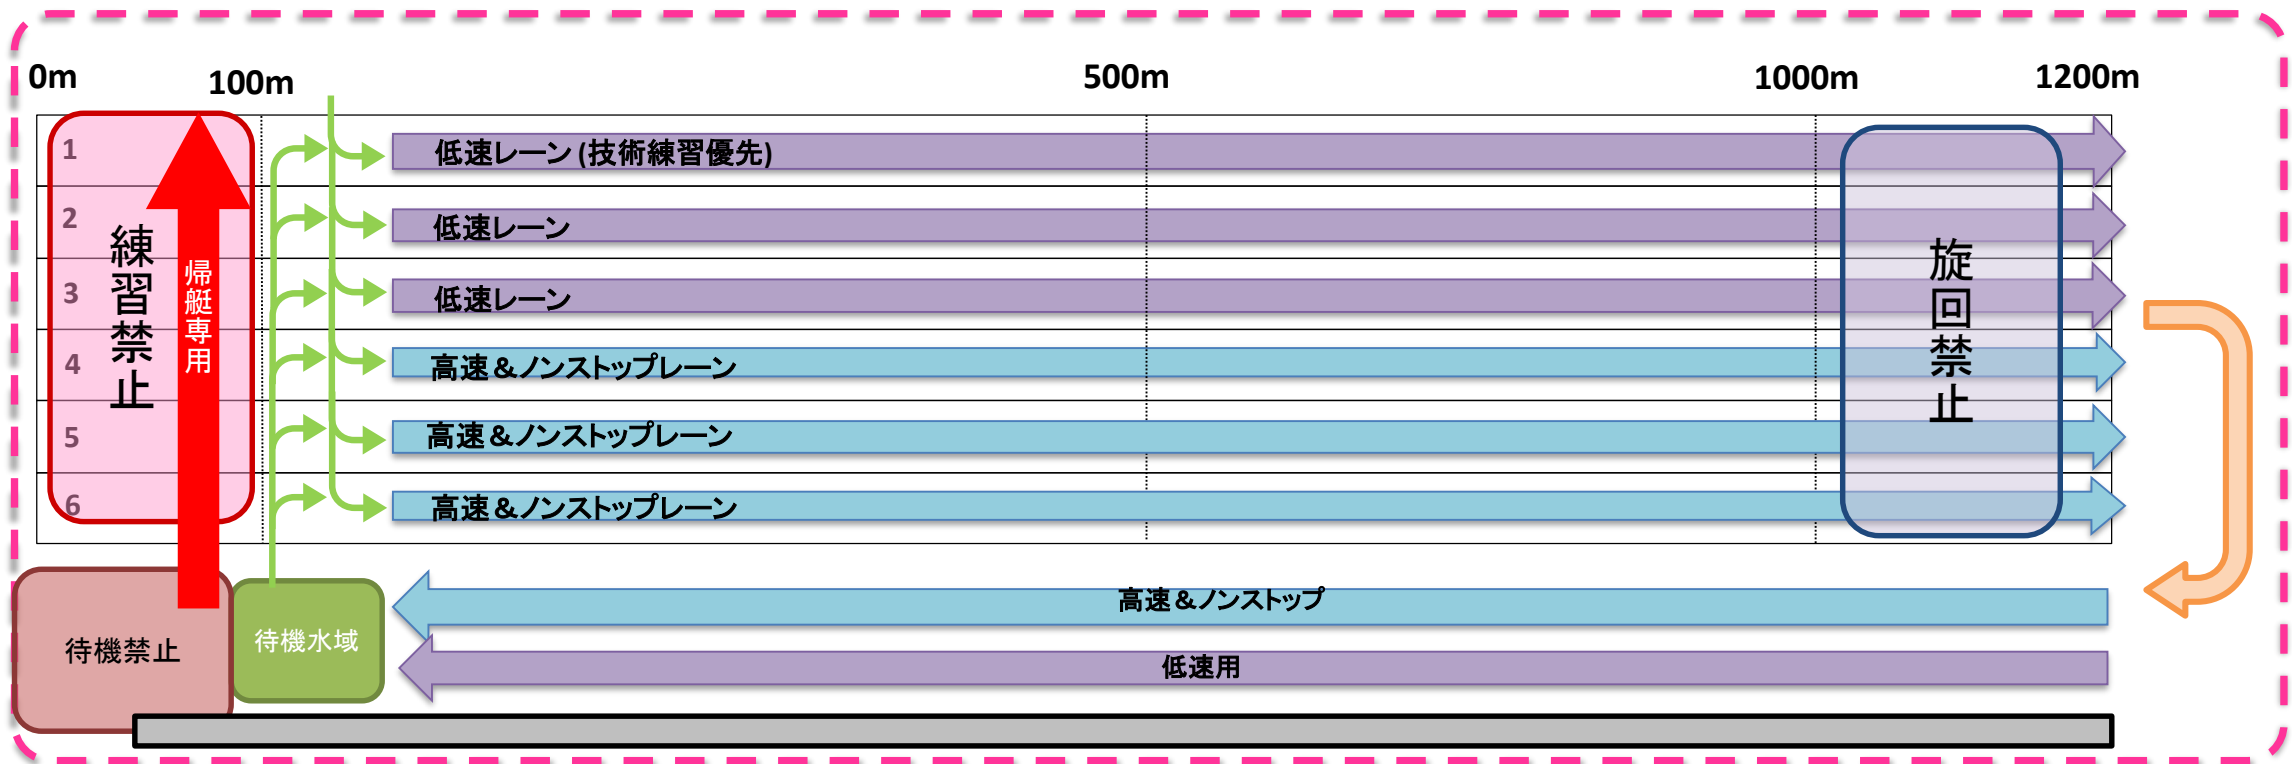 0m
100m
500m
1000m
1200m
1
低速レーン(技術練習優先)
2
低速レーン
3
低速レーン
4
高速&ノンストップレーン
5
高速&ノンストップレーン
6
高速&ノンストップレーン
練習禁止
帰艇専用
旋回禁止
待機禁止
待機水域
高速&ノンストップ
低速用